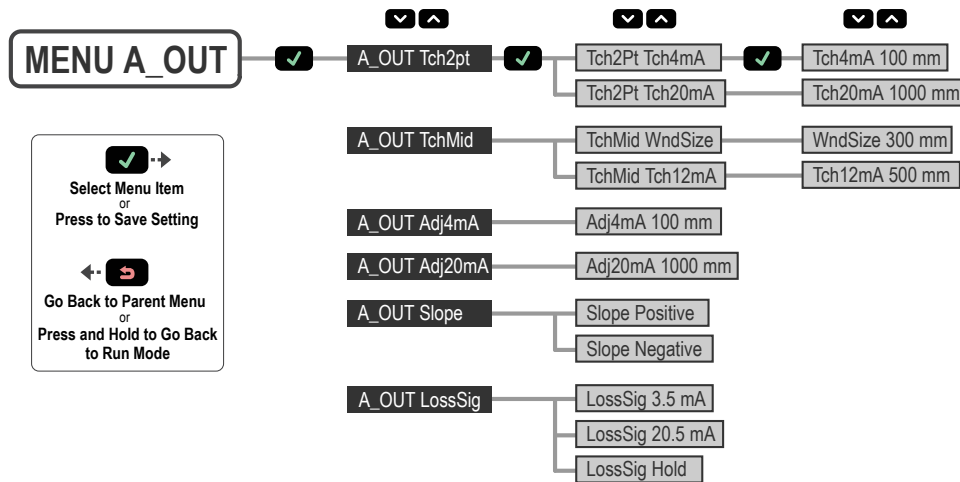 MENU A_OUT
A_OUT Tch2pt
Tch2Pt Tch4mA
Tch4mA 100 mm
Tch2Pt Tch20mA
Tch20mA 1000 mm
A_OUT TchMid
TchMid WndSize
WndSize 300 mm
TchMid Tch12mA
Tch12mA 500 mm
A_OUT Adj4mA
Adj4mA 100 mm
A_OUT Adj20mA
Adj20mA 1000 mm
A_OUT Slope
Slope Positive
Slope Negative
A_OUT LossSig
LossSig 3.5 mA
LossSig 20.5 mA
LossSig Hold
Select Menu Item
or
Press to Save Setting
Go Back to Parent Menu
or
Press and Hold to Go Back
to Run Mode